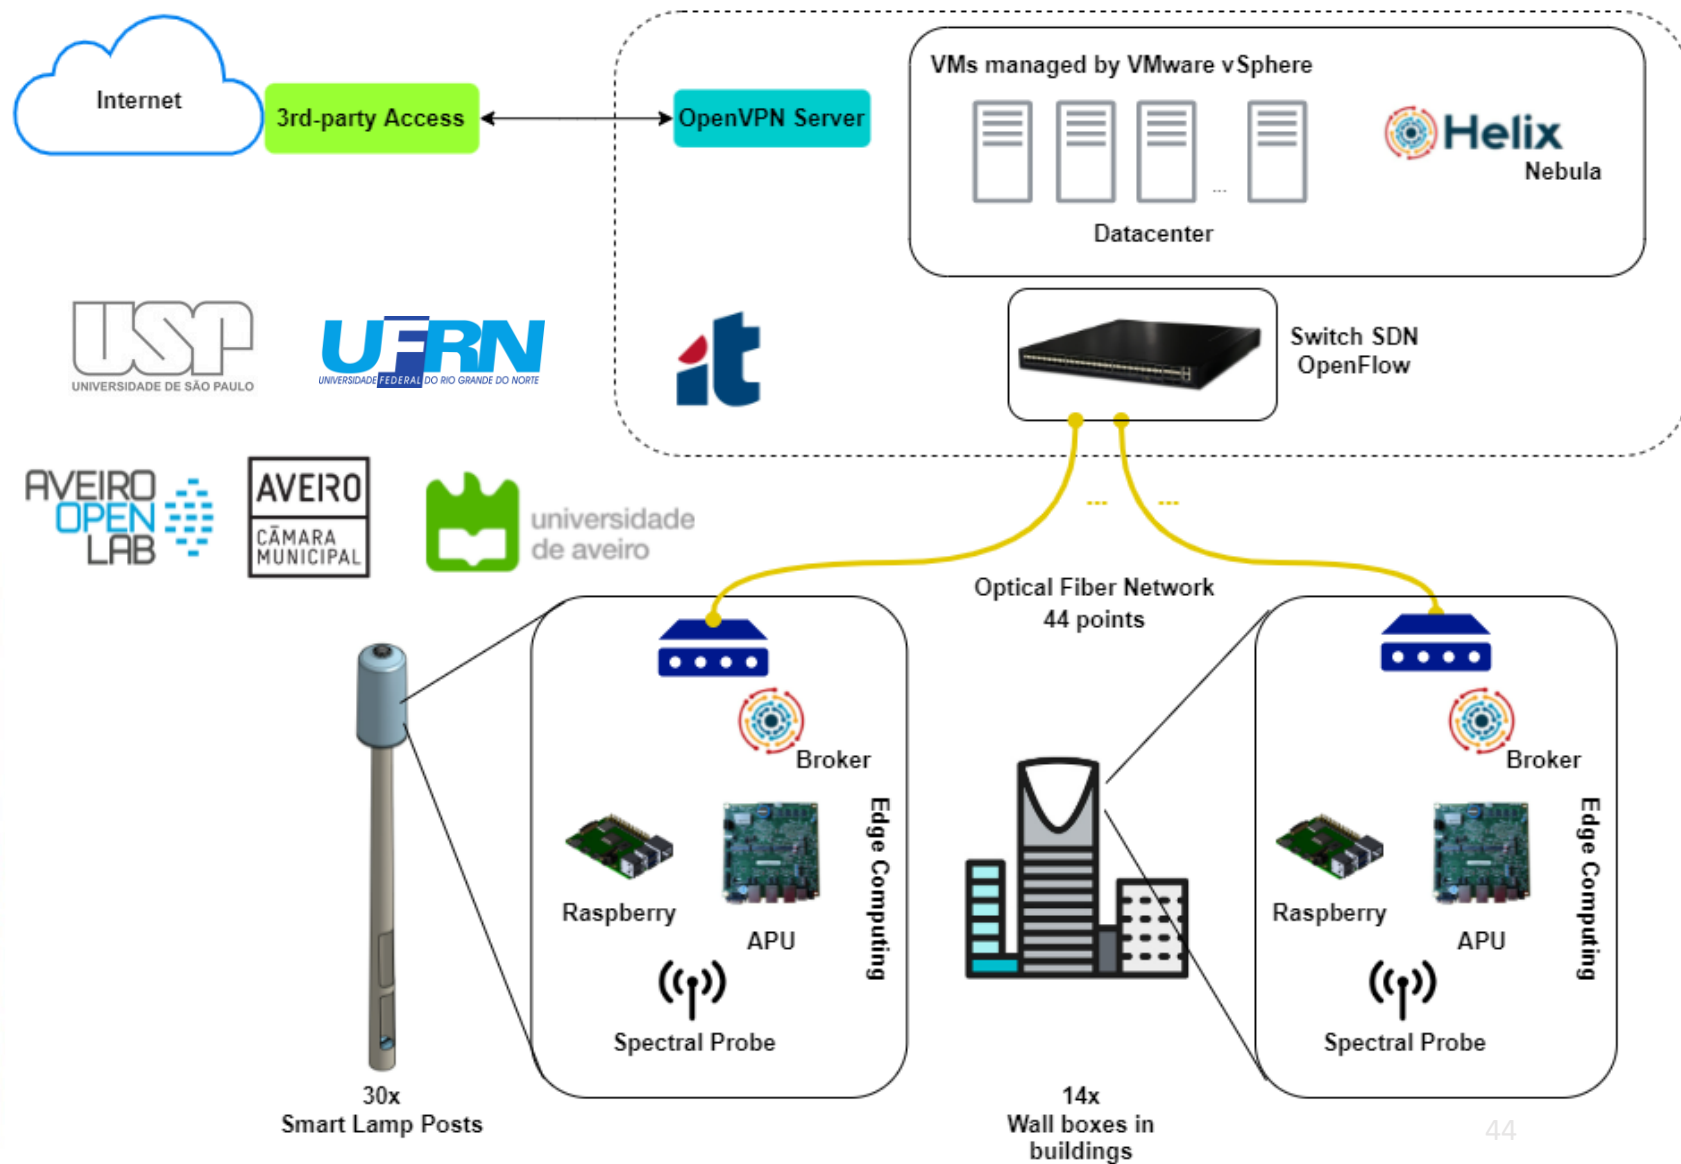 Internet
3rd-party Access
OpenVPN Server
VMs managed by VMware vSphere
...
Datacenter
Helix
Nebula
USP
UNIVERSIDADE DE SÃO PAULO
UFRN
UNIVERSIDADE FEDERAL DO RIO GRANDE DO NORTE
it
Switch SDN
OpenFlow
AVEIRO
OPEN
LAB
AVEIRO
CÂMARA
MUNICIPAL
universidade
de aveiro
---
---
Optical Fiber Network
44 points
Broker
Raspberry
APU
Edge Computing
Spectral Probe
Broker
Raspberry
APU
Edge Computing
Spectral Probe
30x
Smart Lamp Posts
14x
Wall boxes in
buildings
44